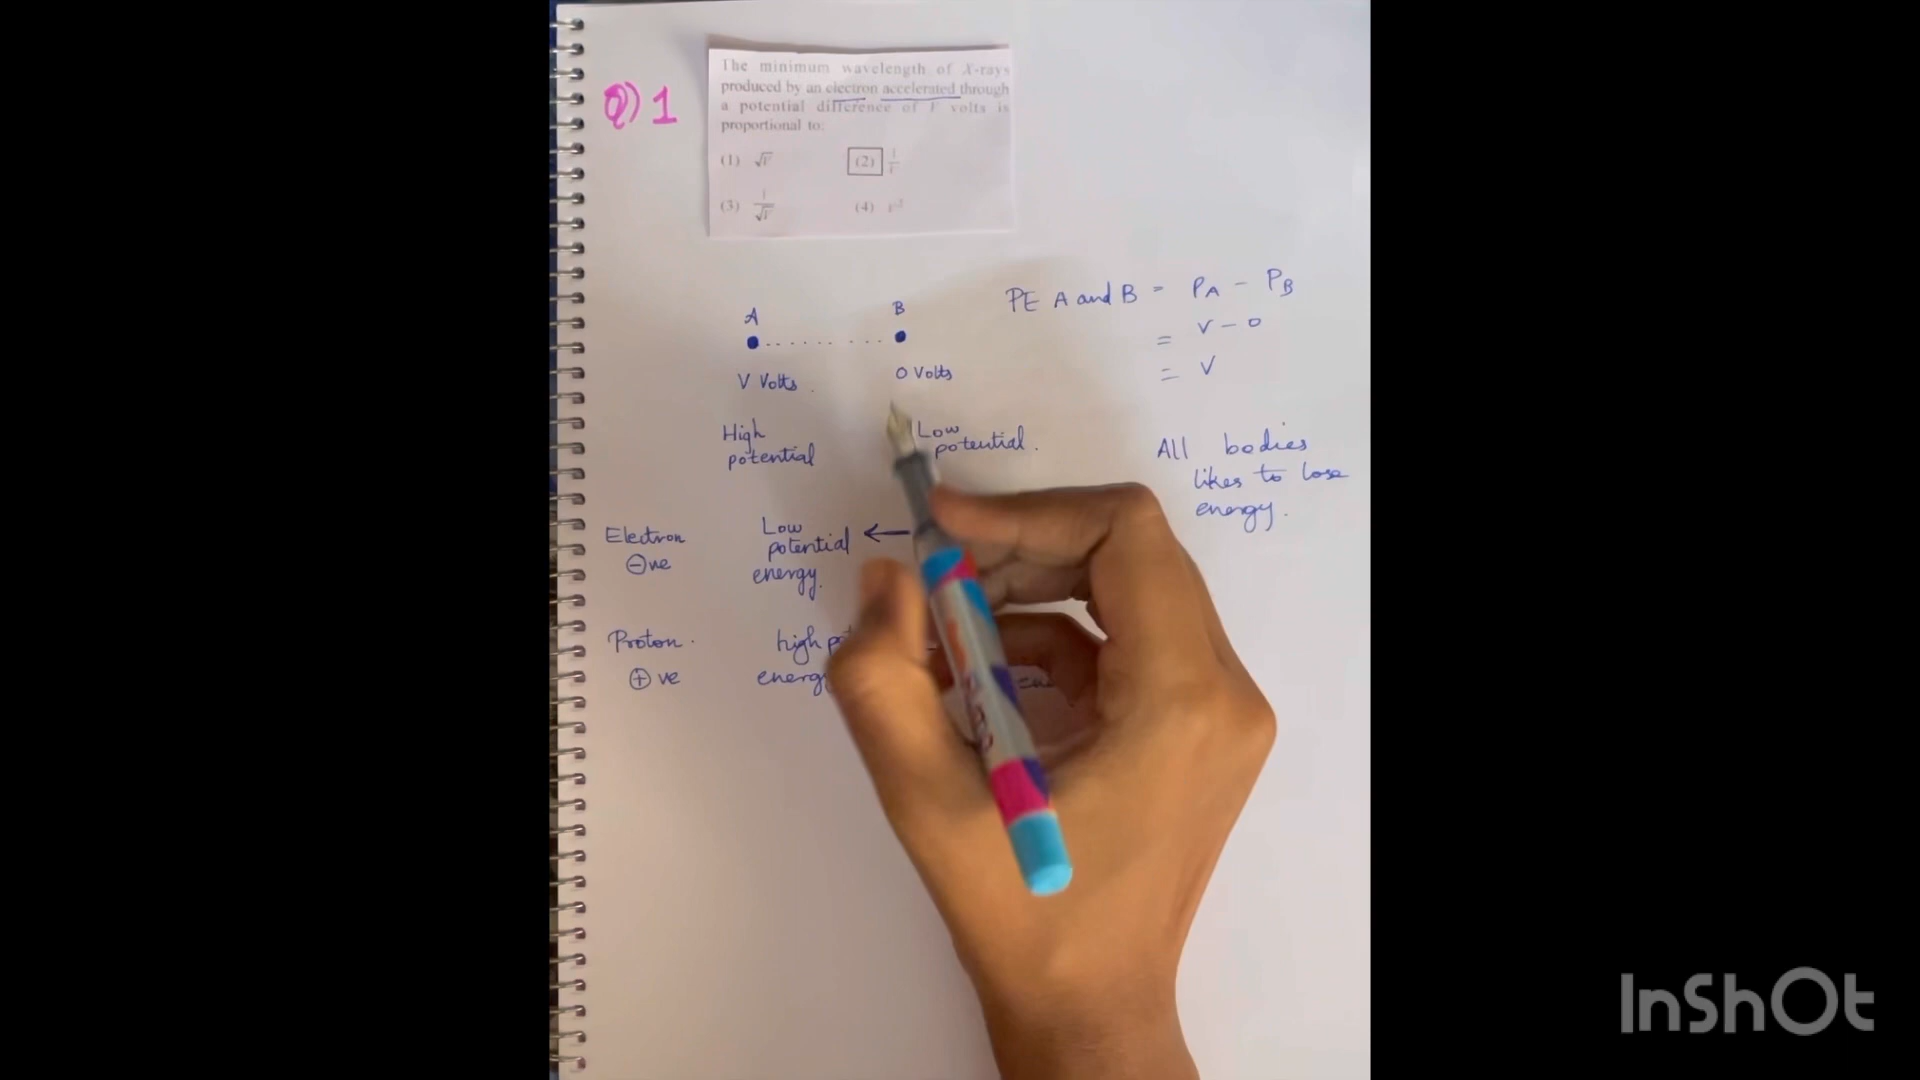 Q) 1
The minimum wavelength of X-rays
produced by an electron accelerated through
a potential difference of V volts is
proportional to:
(1) √V (2) 1/V
(3) 1/√V (4) V²
A B
V Volts 0 Volts
High potential Low potential.
PE A and B = PA - PB
= V - 0
= V
All bodies
likes to lose
energy.
Electron Low
⊖ve potential ←
energy.
Proton. high
⊕ ve
InShOt